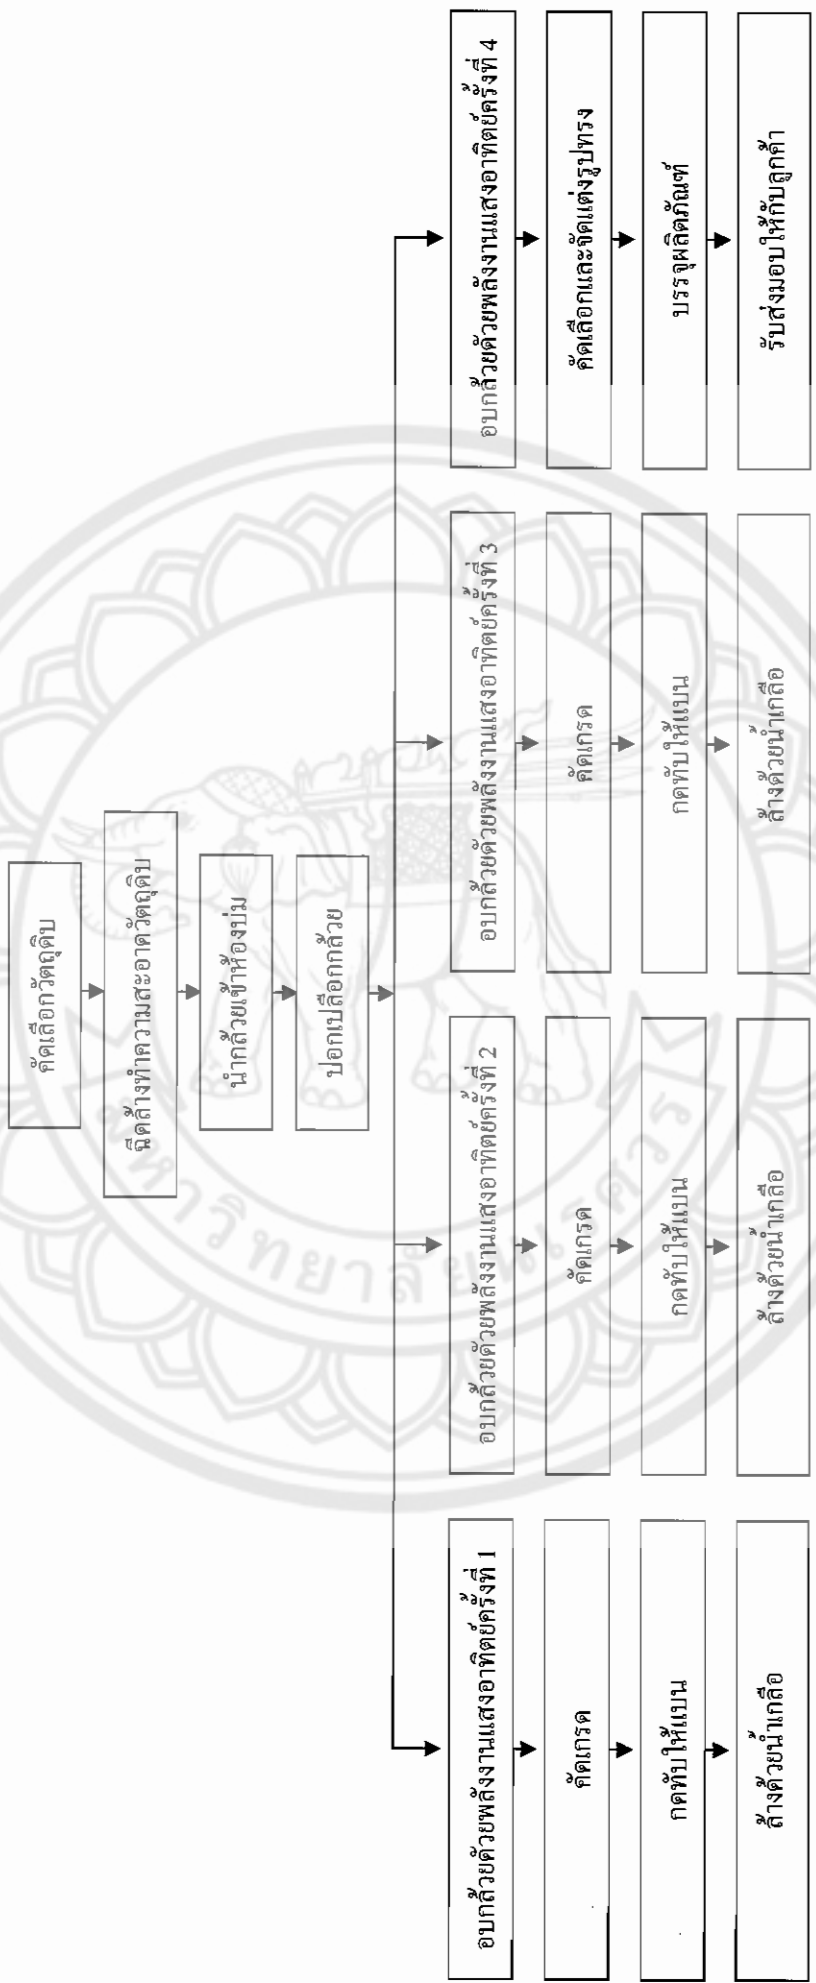 คัดเลือกวัตถุดิบ
ฉีดล้างทำความสะอาดวัตถุดิบ
นำกล้วยเข้าห้องบ่ม
ปอกเปลือกกล้วย
อบกล้วยด้วยพลังงานแสงอาทิตย์ครั้งที่ 1
คัดเกรด
กดทับให้แบน
ล้างด้วยน้ำเกลือ
อบกล้วยด้วยพลังงานแสงอาทิตย์ครั้งที่ 2
คัดเกรด
กดทับให้แบน
ล้างด้วยน้ำเกลือ
อบกล้วยด้วยพลังงานแสงอาทิตย์ครั้งที่ 3
คัดเกรด
กดทับให้แบน
ล้างด้วยน้ำเกลือ
อบกล้วยด้วยพลังงานแสงอาทิตย์ครั้งที่ 4
คัดเลือกและจัดแต่งรูปทรง
บรรจุผลิตภัณฑ์
รับส่งมอบให้กับลูกค้า
มหาวิทยาลัยนเรศวร